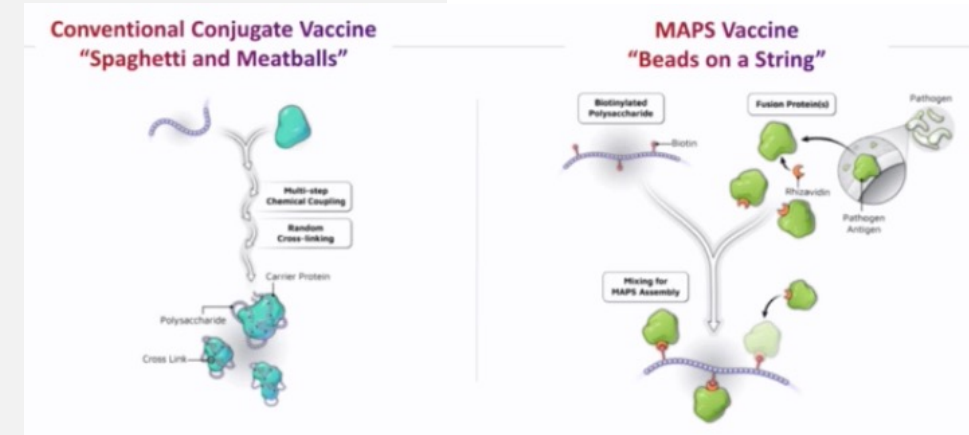 Conventional Conjugate Vaccine
“Spaghetti and Meatballs”
Multi-step
Chemical Coupling
Random
Cross-linking
Carrier Protein
Polysaccharide
Cross Link
MAPS Vaccine
“Beads on a String”
Biotinylated
Polysaccharide
Biotin
Fusion Protein(s)
Pathogen
Rhizavidin
Pathogen
Antigen
Mixing for
MAPS Assembly